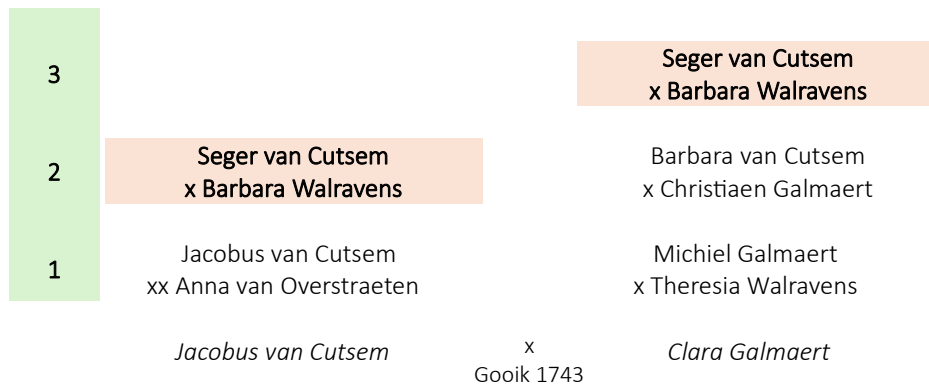 3
Seger van Cutsem
x Barbara Walravens
2
Seger van Cutsem
x Barbara Walravens
Barbara van Cutsem
x Christiaen Galmaert
1
Jacobus van Cutsem
xx Anna van Overstraeten
Michiel Galmaert
x Theresia Walravens
Jacobus van Cutsem
x
Gooik 1743
Clara Galmaert